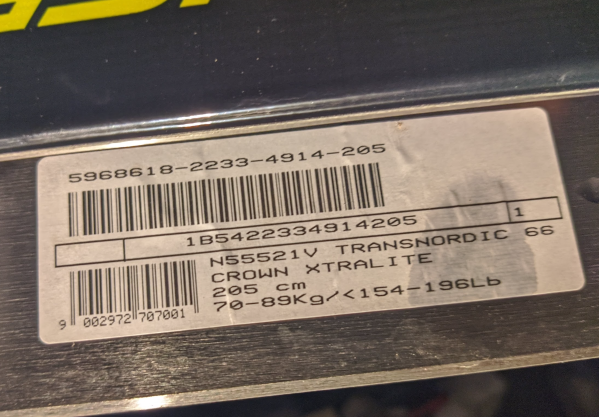 5968618-2233-4914-205
1B5422334914205 1
N55521V TRANSNORDIC 66
CROWN XTRALITE
205 cm
70-89Kg/<154-196Lb
9 002972 707001